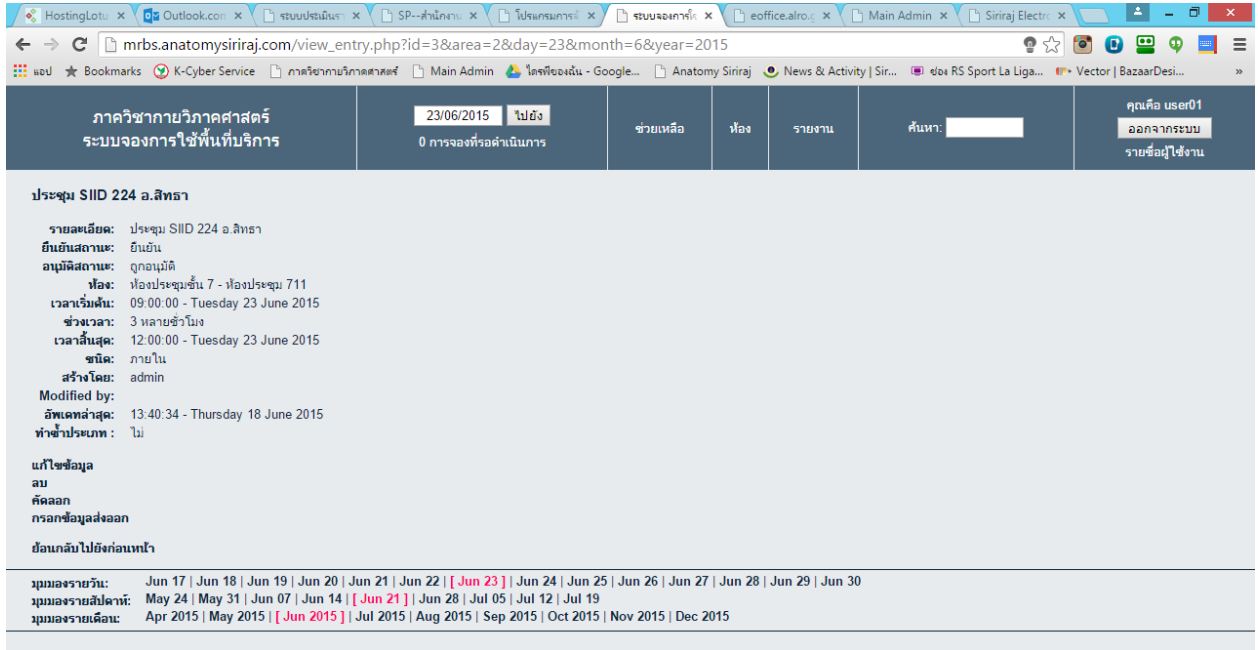 HostingLotu Outlook.con ระบบประเมินรา SP--สำนักงาน โปรแกรมการล ระบบจองการใช eoffice.alro.g Main Admin Siriraj Electro
mrbs.anatomysiriraj.com/view_entry.php?id=3&area=2&day=23&month=6&year=2015
แอป Bookmarks K-Cyber Service ภาควิชากายวิภาคศาสตร์ Main Admin ไดรฟ์ของฉัน - Google... Anatomy Siriraj News & Activity | Sir... ช่อง RS Sport La Liga... Vector | BazaarDesi... »
ภาควิชากายวิภาคศาสตร์
ระบบจองการใช้พื้นที่บริการ
23/06/2015 ไปยัง
0 การจองที่รอดำเนินการ
ช่วยเหลือ ห้อง รายงาน ค้นหา:
คุณคือ user01
ออกจากระบบ
รายชื่อผู้ใช้งาน
ประชุม SIID 224 อ.สิทธา
รายละเอียด: ประชุม SIID 224 อ.สิทธา
ยืนยันสถานะ: ยืนยัน
อนุมัติสถานะ: ถูกอนุมัติ
ห้อง: ห้องประชุมชั้น 7 - ห้องประชุม 711
เวลาเริ่มต้น: 09:00:00 - Tuesday 23 June 2015
ช่วงเวลา: 3 หลายชั่วโมง
เวลาสิ้นสุด: 12:00:00 - Tuesday 23 June 2015
ชนิด: ภายใน
สร้างโดย: admin
Modified by:
อัพเดทล่าสุด: 13:40:34 - Thursday 18 June 2015
ทำซ้ำประเภท : ไม่
แก้ไขข้อมูล
ลบ
คัดลอก
กรอกข้อมูลส่งออก
ย้อนกลับไปยังก่อนหน้า
มุมมองรายวัน: Jun 17 | Jun 18 | Jun 19 | Jun 20 | Jun 21 | Jun 22 | [ Jun 23 ] | Jun 24 | Jun 25 | Jun 26 | Jun 27 | Jun 28 | Jun 29 | Jun 30
มุมมองรายสัปดาห์: May 24 | May 31 | Jun 07 | Jun 14 | [ Jun 21 ] | Jun 28 | Jul 05 | Jul 12 | Jul 19
มุมมองรายเดือน: Apr 2015 | May 2015 | [ Jun 2015 ] | Jul 2015 | Aug 2015 | Sep 2015 | Oct 2015 | Nov 2015 | Dec 2015